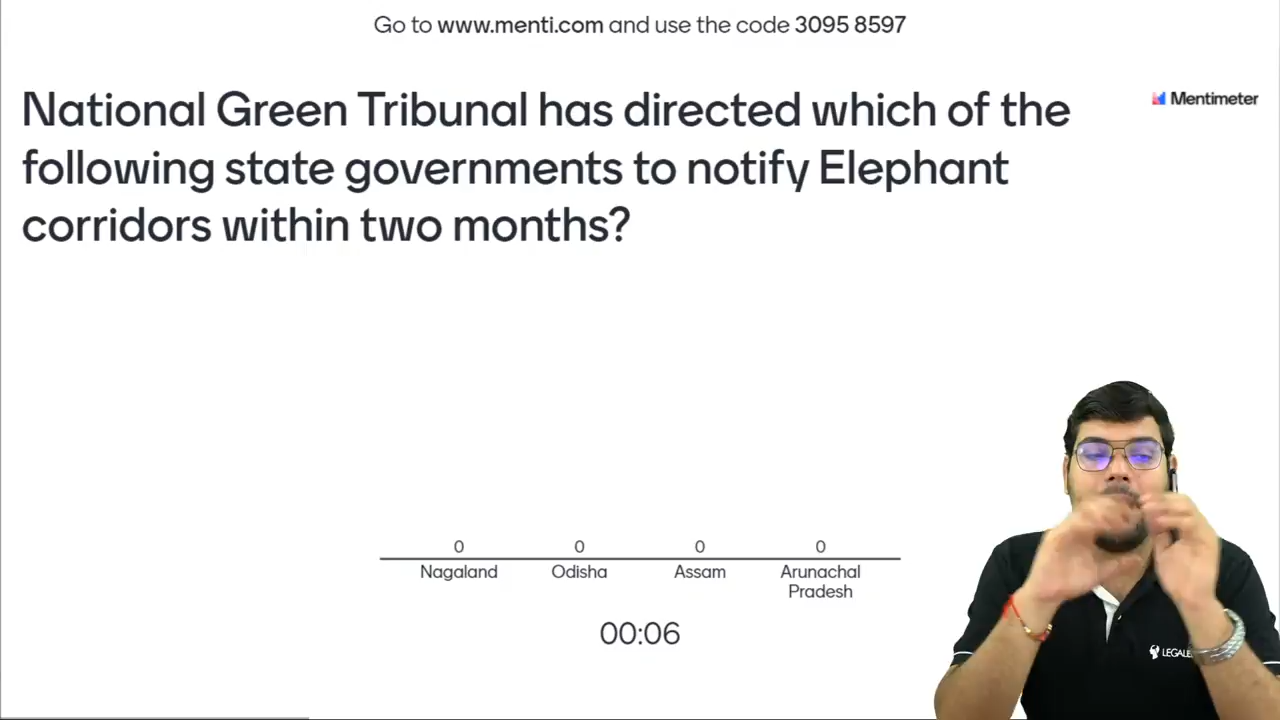 Go to www.menti.com and use the code 3095 8597
Mentimeter
National Green Tribunal has directed which of the
following state governments to notify Elephant
corridors within two months?
0 0 0 0
Nagaland Odisha Assam Arunachal
Pradesh
00:06